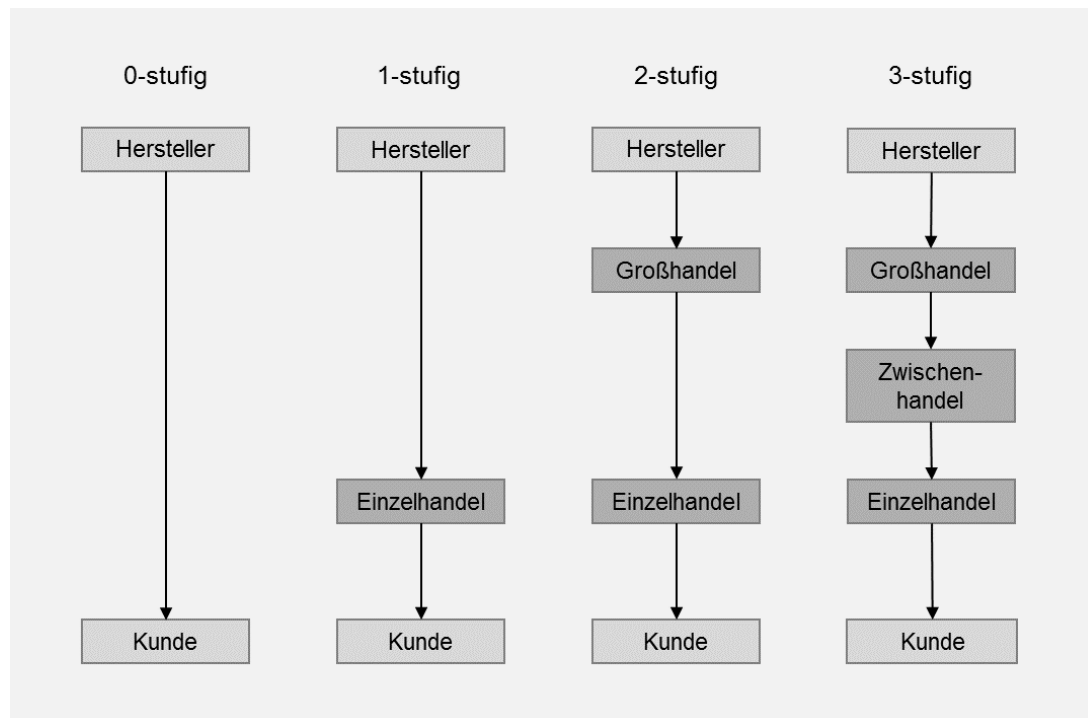 0-stufig
1-stufig
2-stufig
3-stufig
Hersteller
Hersteller
Hersteller
Hersteller
Großhandel
Großhandel
Zwischen-
handel
Einzelhandel
Einzelhandel
Einzelhandel
Kunde
Kunde
Kunde
Kunde